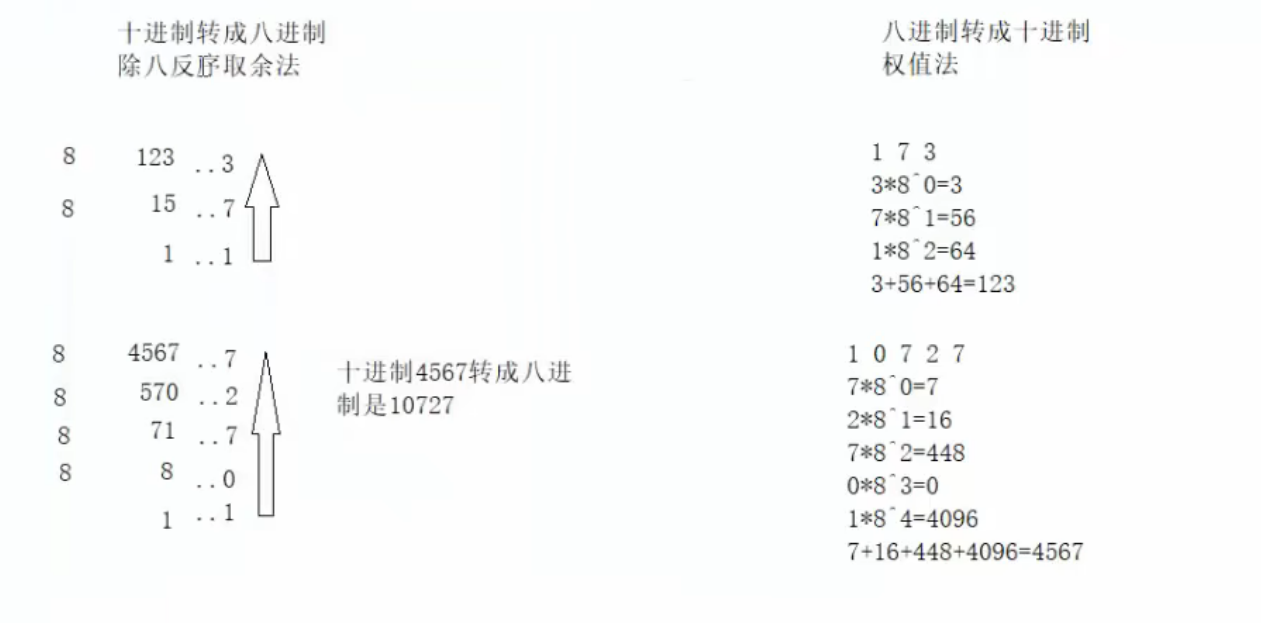 十进制转成八进制
除八反序取余法
8 123 ..3
8 15 ..7
1 ..1
8 4567 ..7
8 570 ..2
8 71 ..7
8 8 ..0
1 ..1
十进制4567转成八进
制是10727
八进制转成十进制
权值法
1 7 3
3*8^0=3
7*8^1=56
1*8^2=64
3+56+64=123
1 0 7 2 7
7*8^0=7
2*8^1=16
7*8^2=448
0*8^3=0
1*8^4=4096
7+16+448+4096=4567